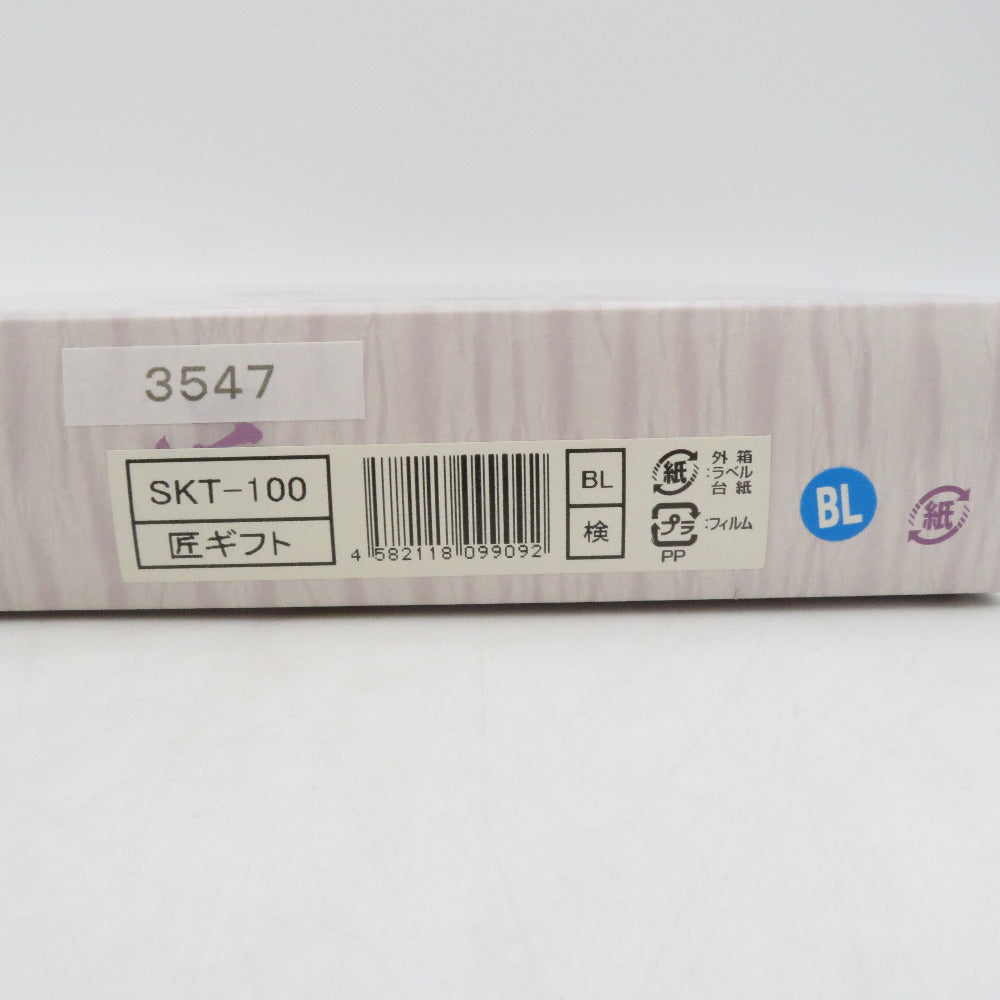 3547
SKT-100
匠ギフト
4 582118 099092
BL
検
紙
外箱
:ラベル
台紙
プラ
:フィルム
PP
BL
紙